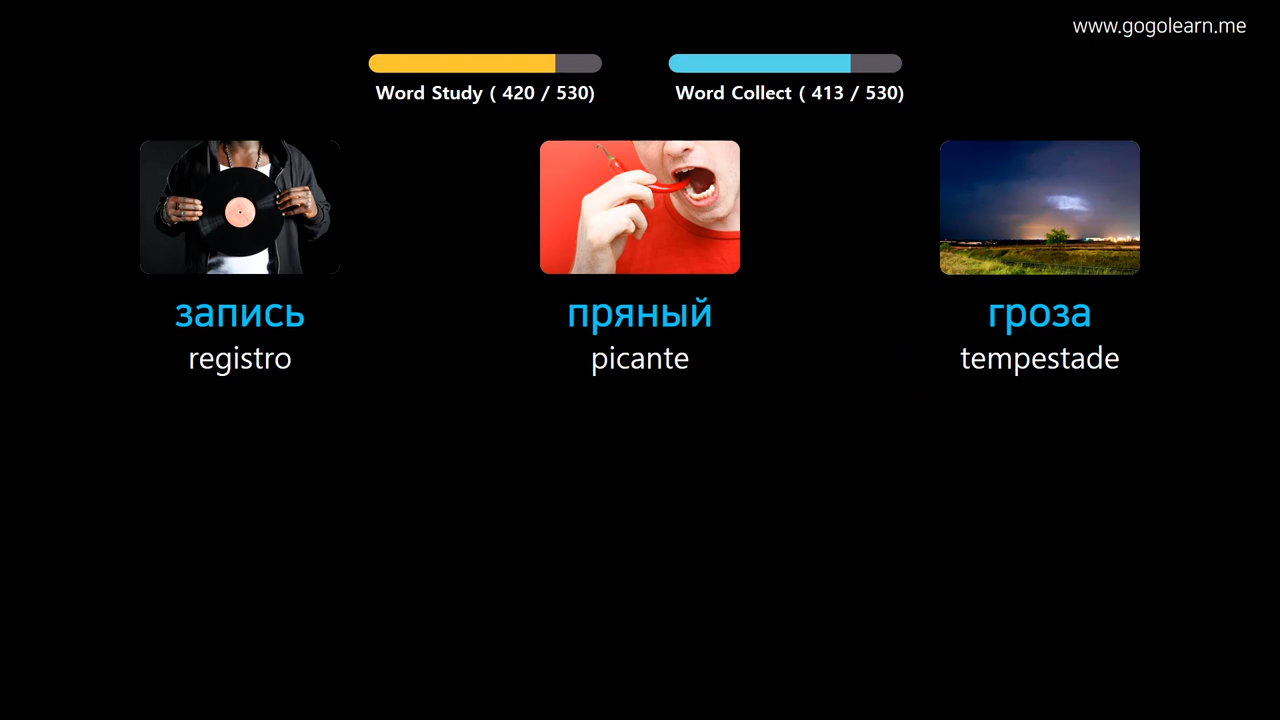 www.gogolearn.me
Word Study ( 420 / 530)
Word Collect ( 413 / 530)
запись
registro
пряный
picante
гроза
tempestade